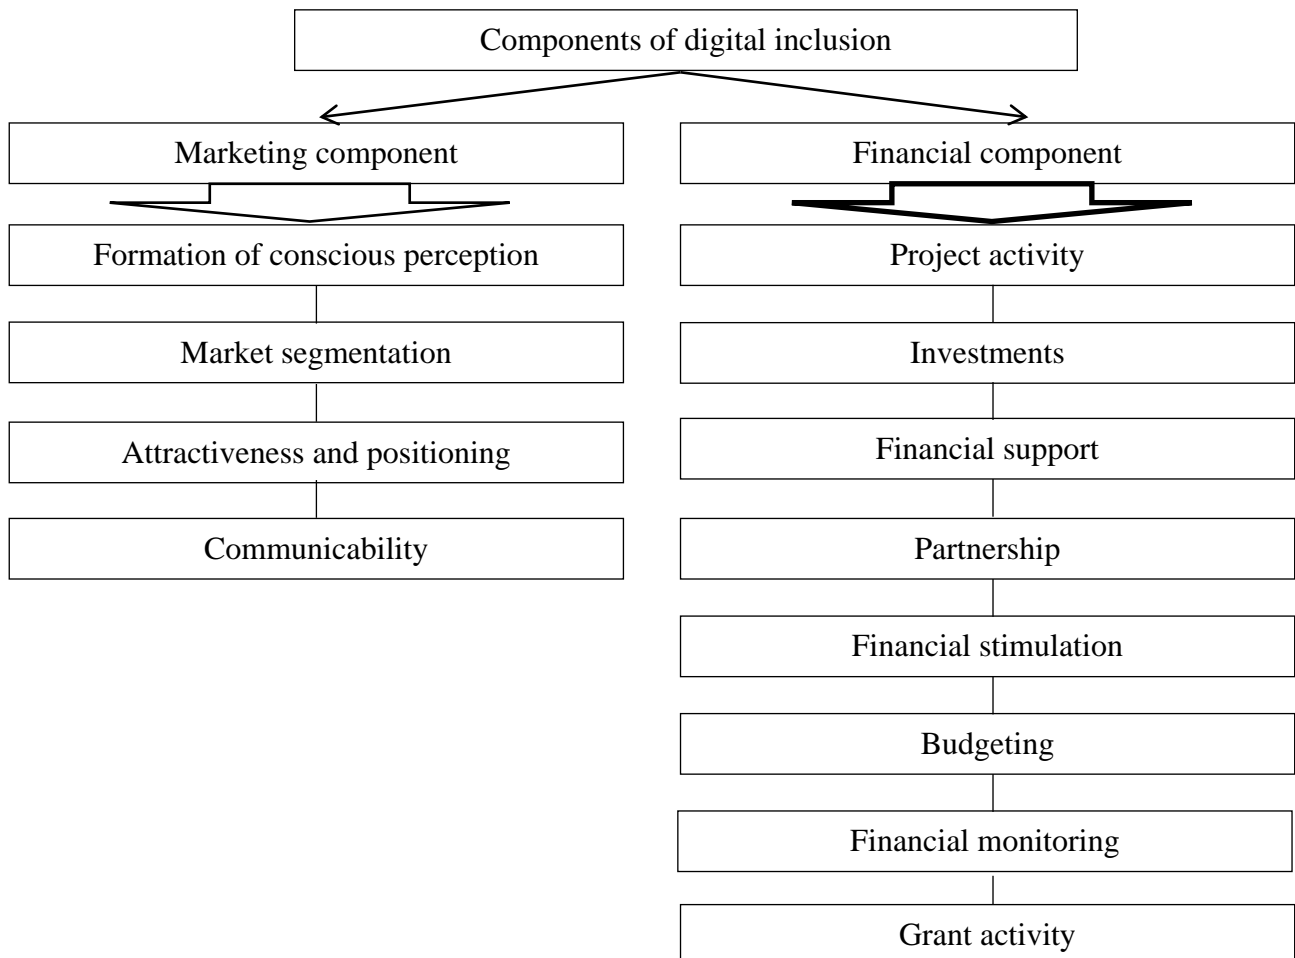 Components of digital inclusion
Marketing component
Financial component
Formation of conscious perception
Project activity
Market segmentation
Investments
Attractiveness and positioning
Financial support
Communicability
Partnership
Financial stimulation
Budgeting
Financial monitoring
Grant activity